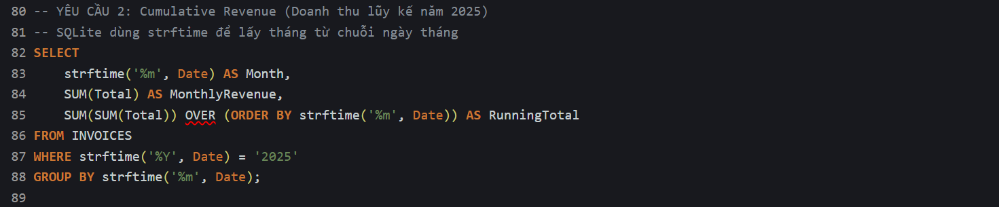 80 -- YÊU CẦU 2: Cumulative Revenue (Doanh thu lũy kế năm 2025)
81 -- SQLite dùng strftime để lấy tháng từ chuỗi ngày tháng
82 SELECT
83     strftime('%m', Date) AS Month,
84     SUM(Total) AS MonthlyRevenue,
85     SUM(SUM(Total)) OVER (ORDER BY strftime('%m', Date)) AS RunningTotal
86 FROM INVOICES
87 WHERE strftime('%Y', Date) = '2025'
88 GROUP BY strftime('%m', Date);
89